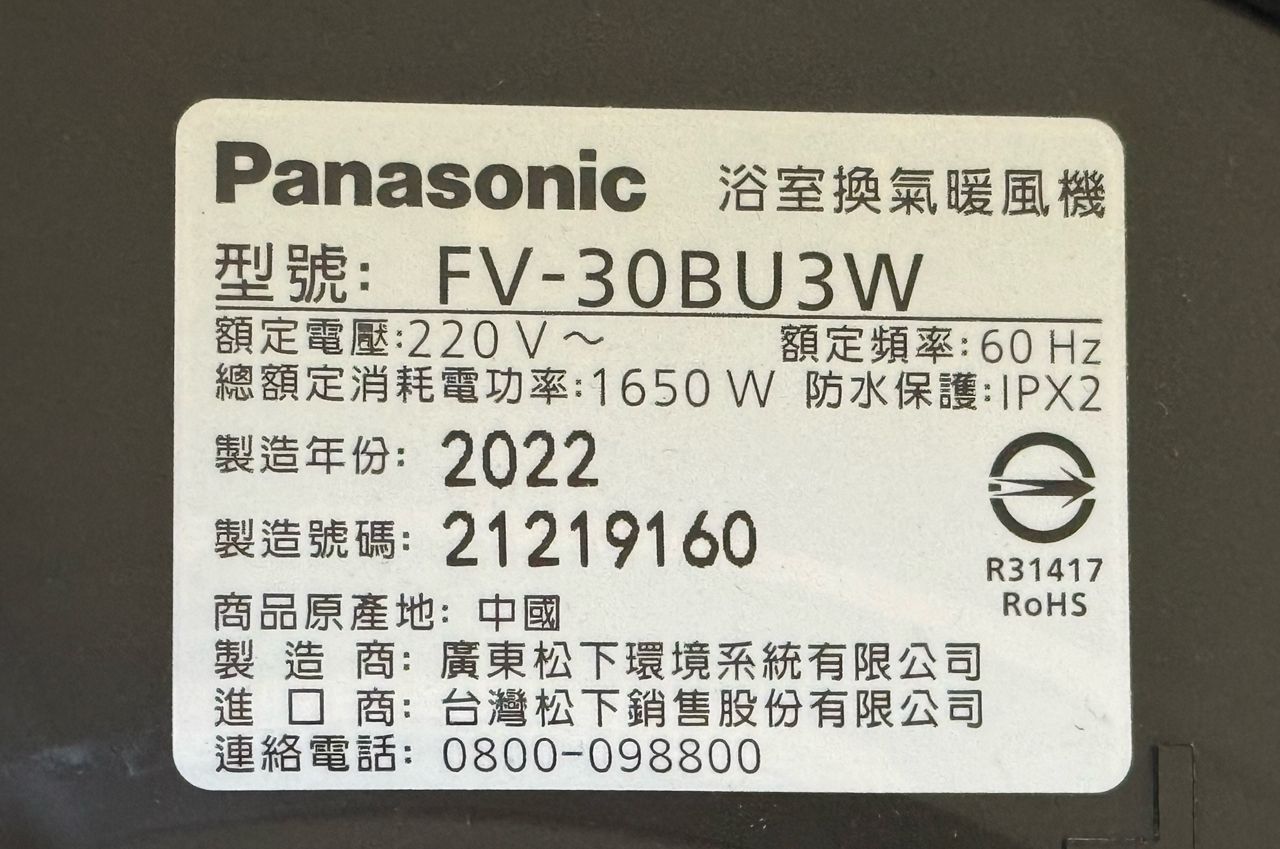 Panasonic 浴室換氣暖風機
型號: FV-30BU3W
額定電壓:220 V～ 額定頻率:60 Hz
總額定消耗電功率:1650 W 防水保護:IPX2
製造年份: 2022
製造號碼: 21219160
R31417
RoHS
商品原產地: 中國
製造商: 廣東松下環境系統有限公司
進口商: 台灣松下銷售股份有限公司
連絡電話: 0800-098800